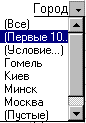 Город
(Все)
(Первые 10...
(Условие...)
Гомель
Киев
Минск
Москва
(Пустые)